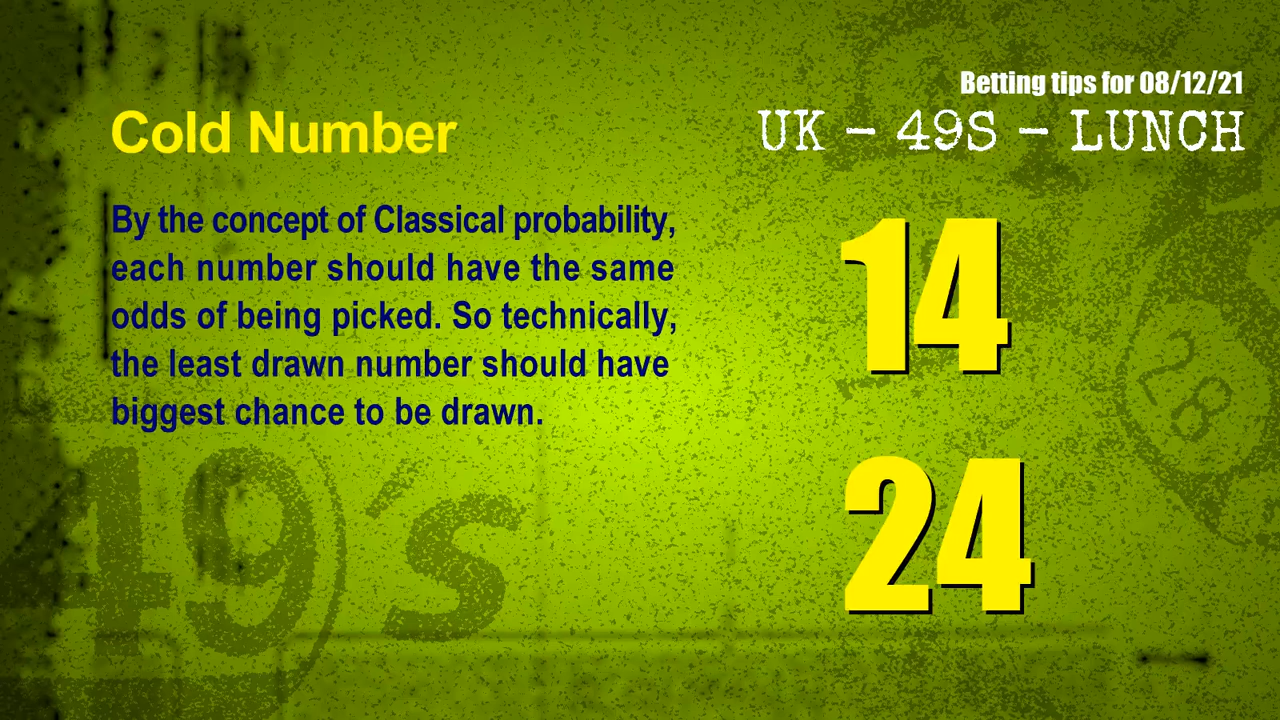 Betting tips for 08/12/21
UK - 49S - LUNCH
Cold Number
By the concept of Classical probability,
each number should have the same
odds of being picked. So technically,
the least drawn number should have
biggest chance to be drawn.
14
24
28
49's